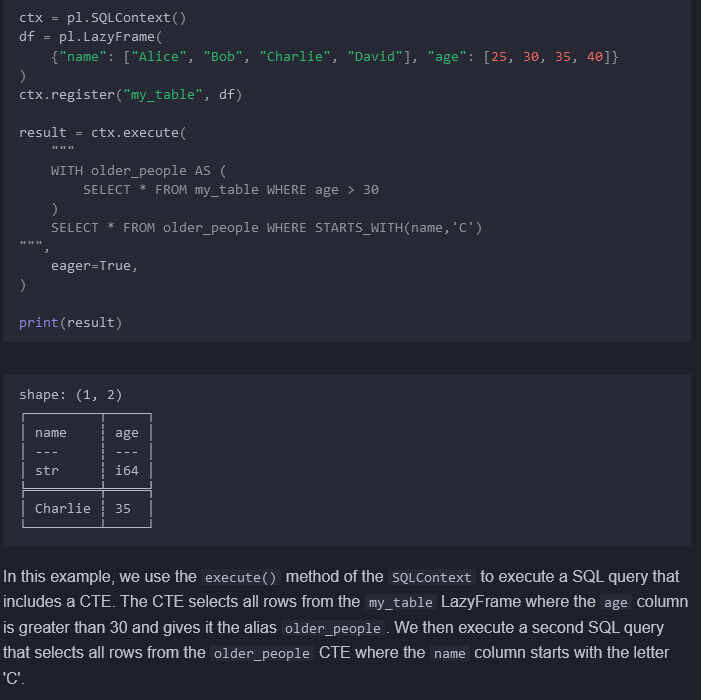 ctx = pl.SQLContext()
df = pl.LazyFrame(
    {"name": ["Alice", "Bob", "Charlie", "David"], "age": [25, 30, 35, 40]}
)
ctx.register("my_table", df)

result = ctx.execute(
    """
    WITH older_people AS (
        SELECT * FROM my_table WHERE age > 30
    )
    SELECT * FROM older_people WHERE STARTS_WITH(name,'C')
""",
    eager=True,
)

print(result)

shape: (1, 2)
┌─────────┬─────┐
│ name    ┆ age │
│ ---     ┆ --- │
│ str     ┆ i64 │
╞═════════╪═════╡
│ Charlie ┆ 35  │
└─────────┴─────┘

In this example, we use the execute() method of the SQLContext to execute a SQL query that
includes a CTE. The CTE selects all rows from the my_table LazyFrame where the age column
is greater than 30 and gives it the alias older_people. We then execute a second SQL query
that selects all rows from the older_people CTE where the name column starts with the letter
'C'.